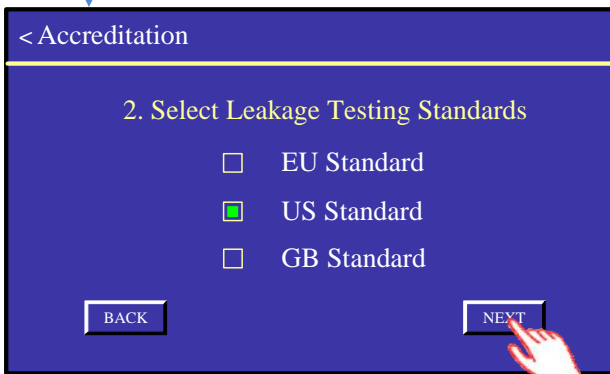 < Accreditation
2. Select Leakage Testing Standards
EU Standard
US Standard
GB Standard
BACK
NEXT